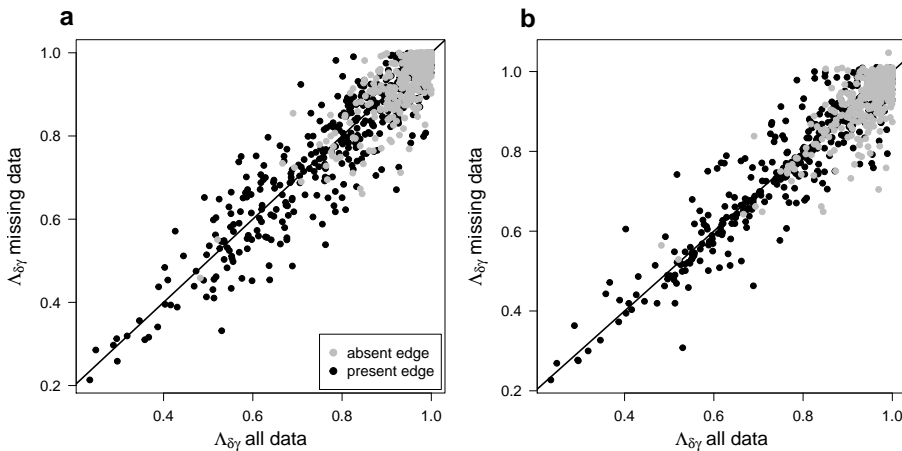 a
1.0
0.8
0.6
0.4
0.2
Λδγ missing data
absent edge
present edge
0.4 0.6 0.8 1.0
Λδγ all data
b
1.0
0.8
0.6
0.4
0.2
Λδγ missing data
0.4 0.6 0.8 1.0
Λδγ all data